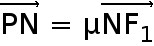 PN⃗ = μNF₁⃗